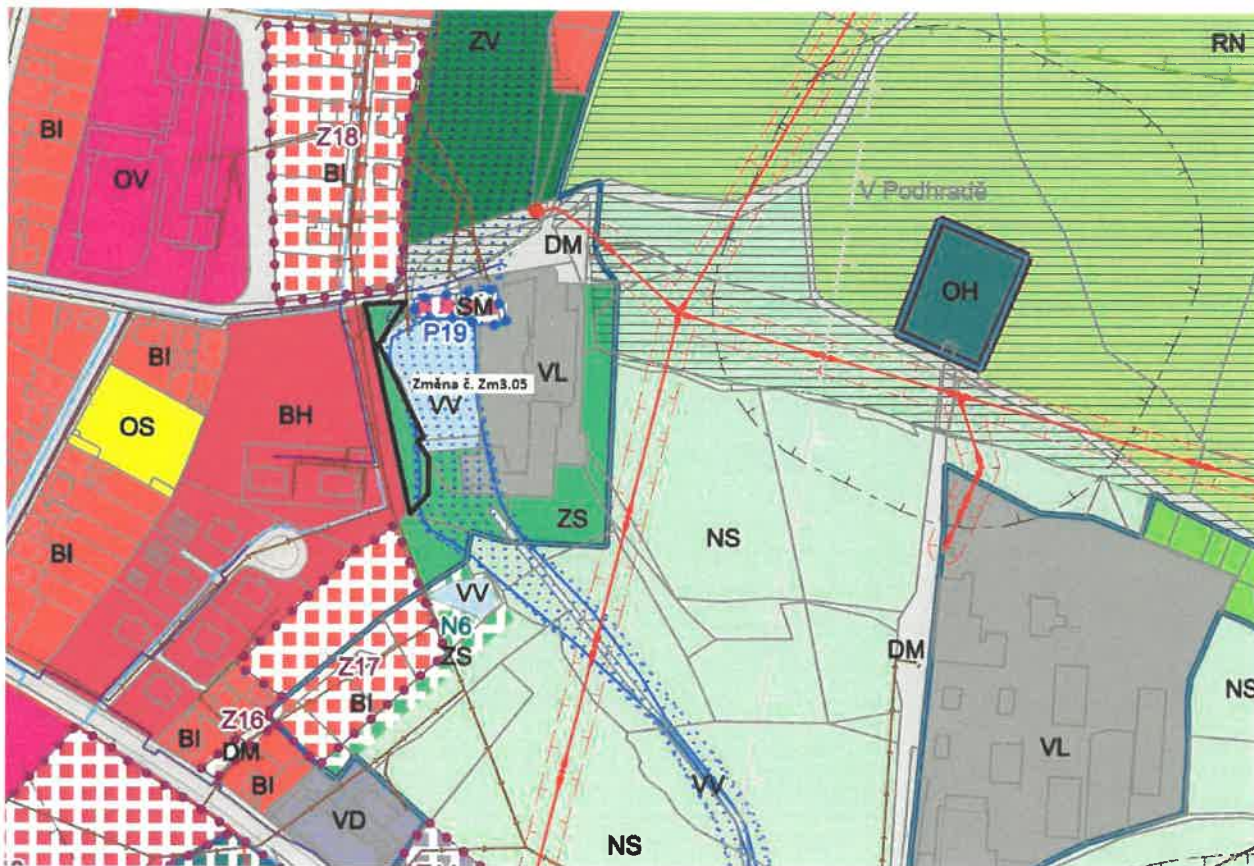 ZV
RN
BI
Z18
BI
OV
V Podhradě
DM
OH
SM
P19
BI
VL
Změna č. Zm3.05
VV
OS
BH
ZS
NS
BI
VV
N6
ZS
DM
Z17
BI
NS
Z16
BI
DM
BI
VL
VV
VD
NS